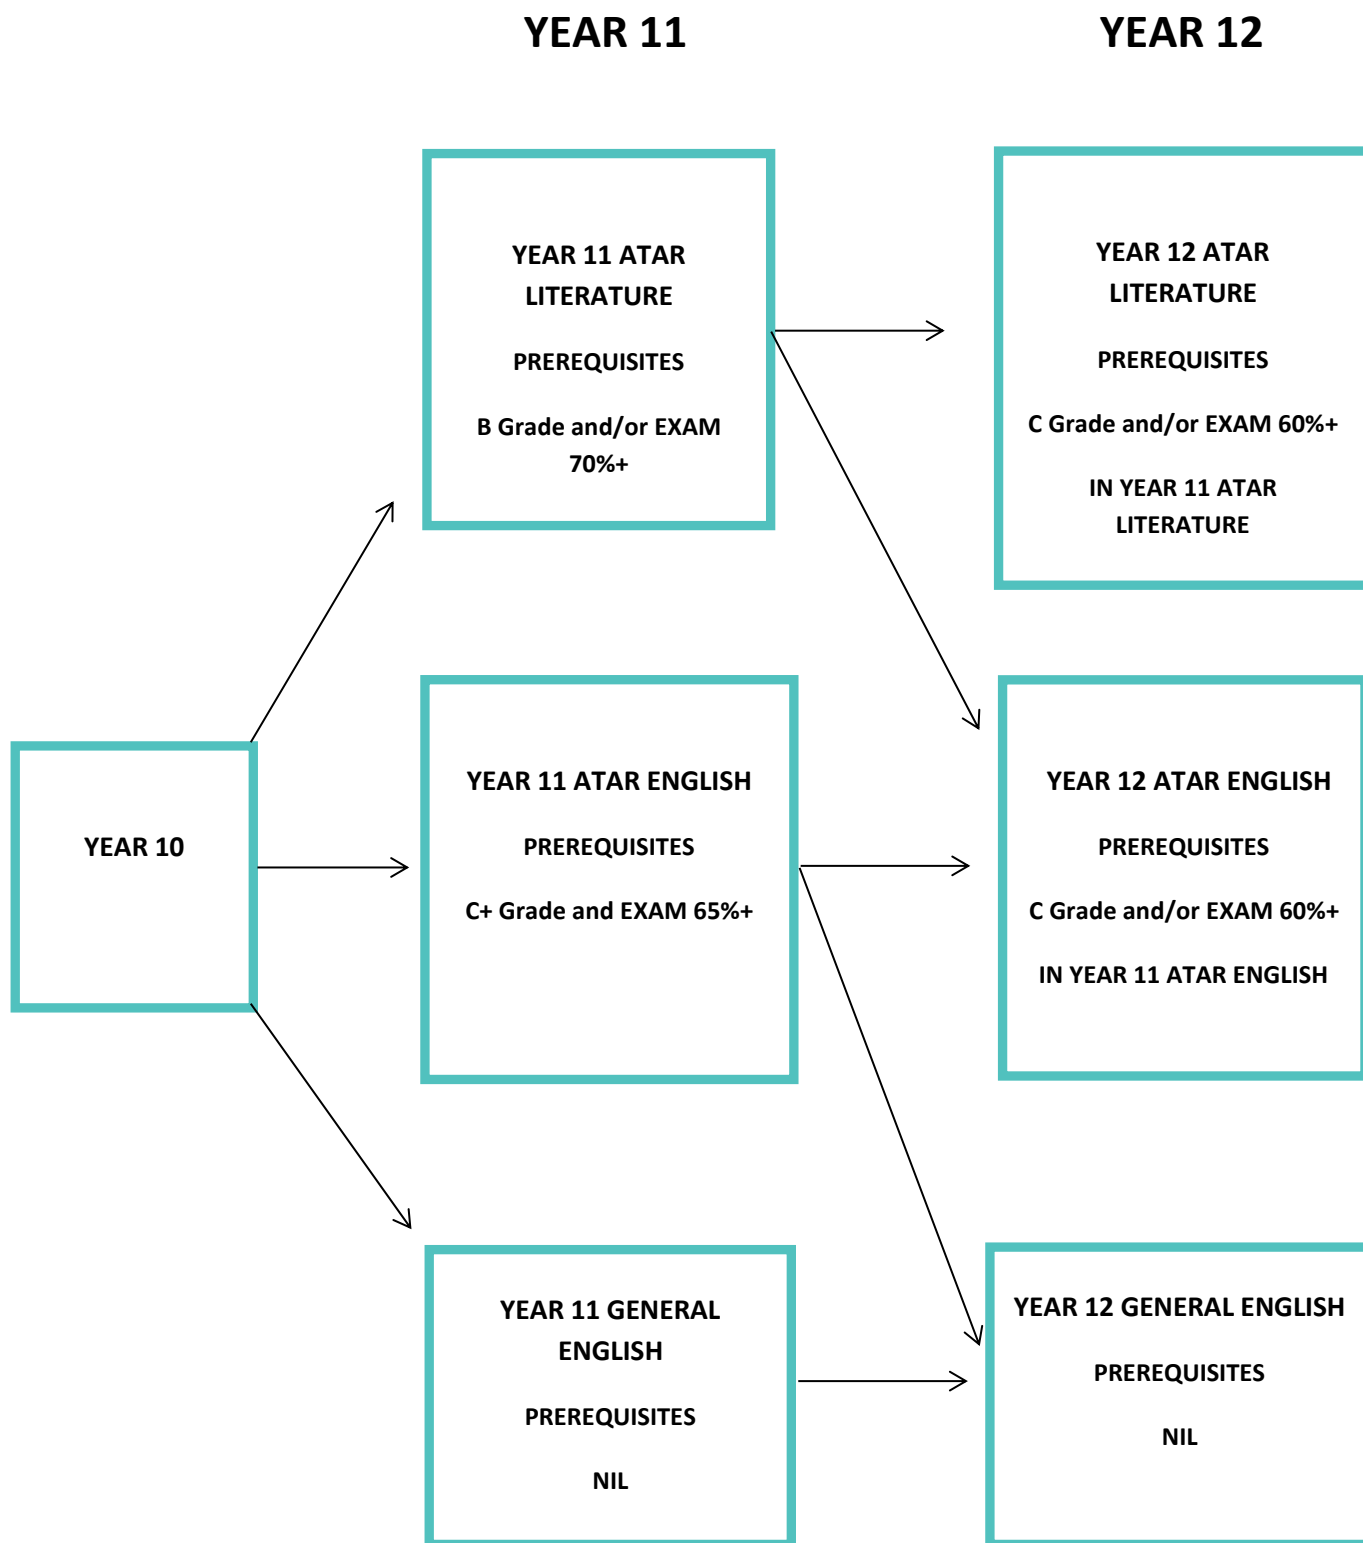 YEAR 11
YEAR 12
YEAR 11 ATAR
LITERATURE
PREREQUISITES
B Grade and/or EXAM
70%+
YEAR 12 ATAR
LITERATURE
PREREQUISITES
C Grade and/or EXAM 60%+
IN YEAR 11 ATAR
LITERATURE
YEAR 10
YEAR 11 ATAR ENGLISH
PREREQUISITES
C+ Grade and EXAM 65%+
YEAR 12 ATAR ENGLISH
PREREQUISITES
C Grade and/or EXAM 60%+
IN YEAR 11 ATAR ENGLISH
YEAR 11 GENERAL
ENGLISH
PREREQUISITES
NIL
YEAR 12 GENERAL ENGLISH
PREREQUISITES
NIL